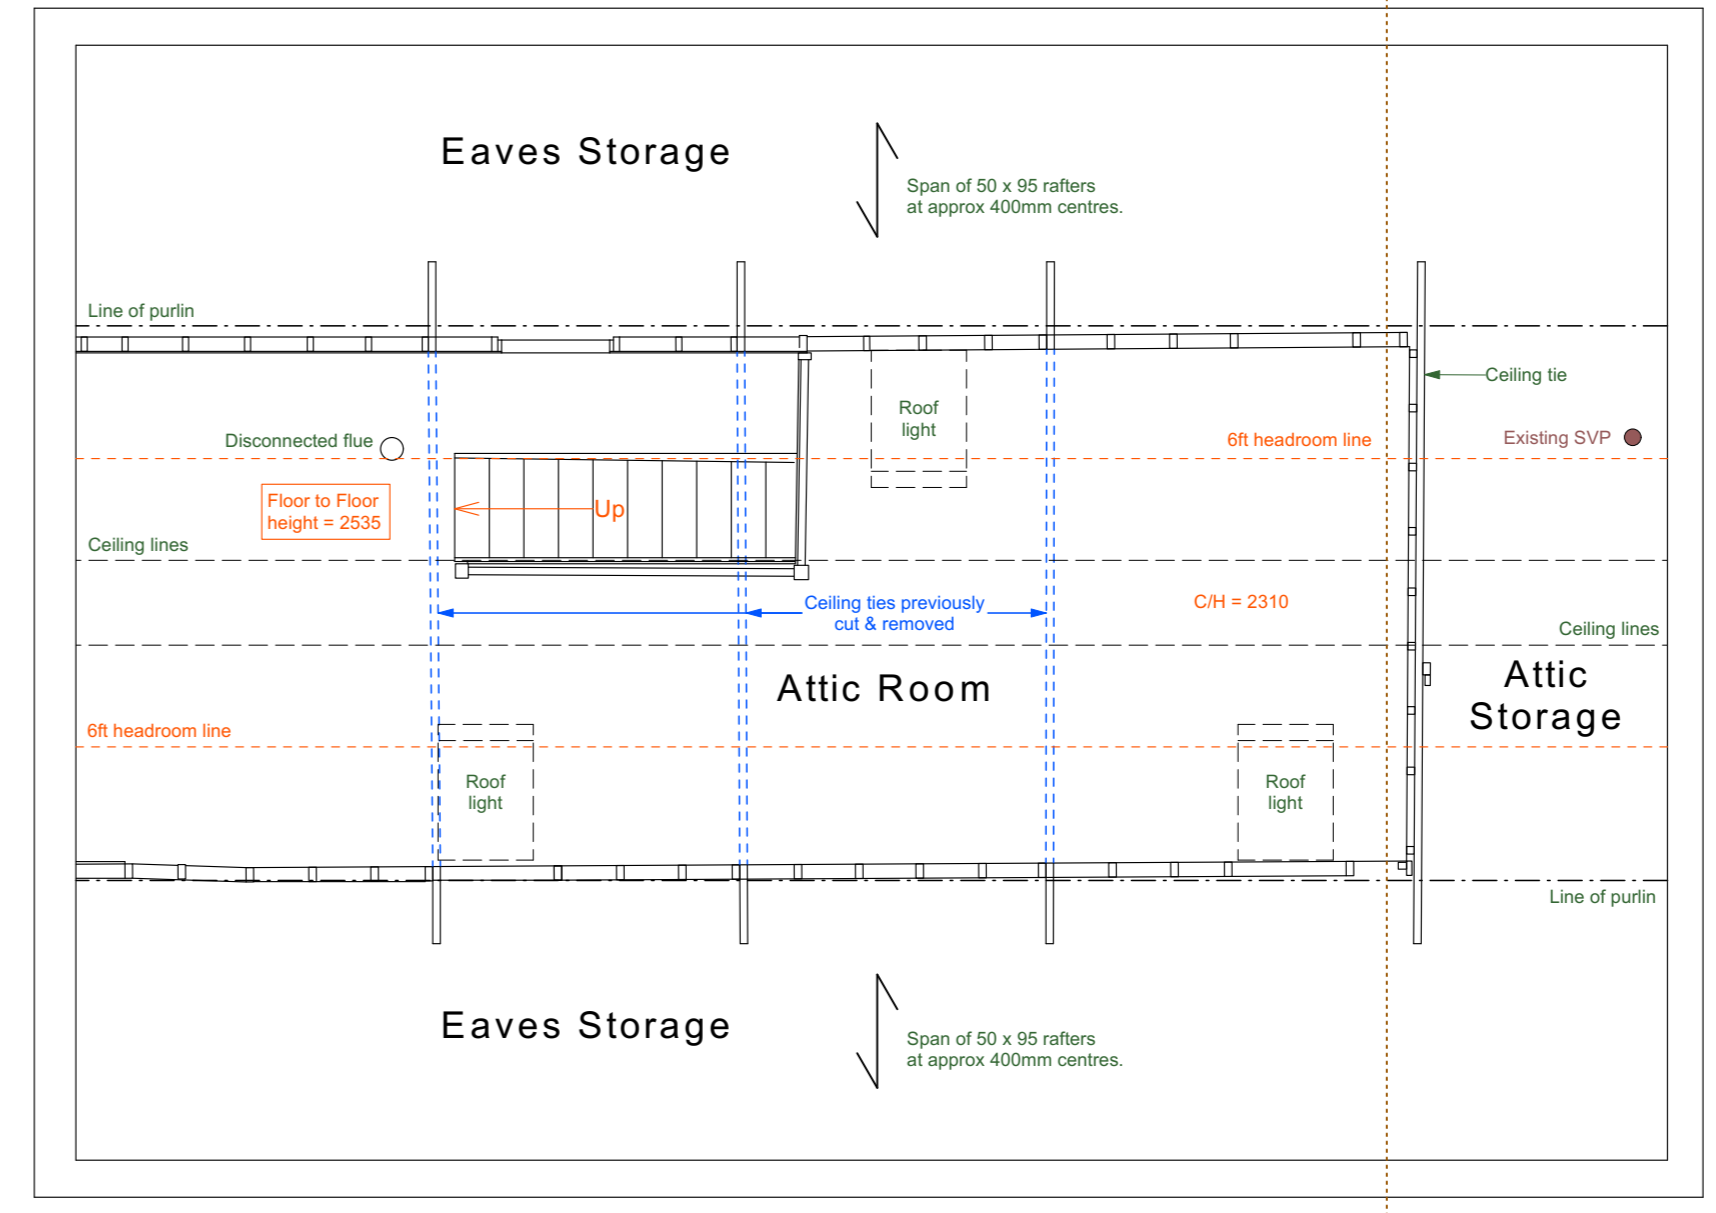 Eaves Storage
Span of 50 x 95 rafters
at approx 400mm centres.
Line of purlin
Ceiling tie
Roof
light
Disconnected flue
6ft headroom line
Existing SVP
Floor to Floor
height = 2535
Up
Ceiling lines
Ceiling ties previously
cut & removed
C/H = 2310
Ceiling lines
Attic Room
Attic
Storage
6ft headroom line
Roof
light
Roof
light
Line of purlin
Eaves Storage
Span of 50 x 95 rafters
at approx 400mm centres.